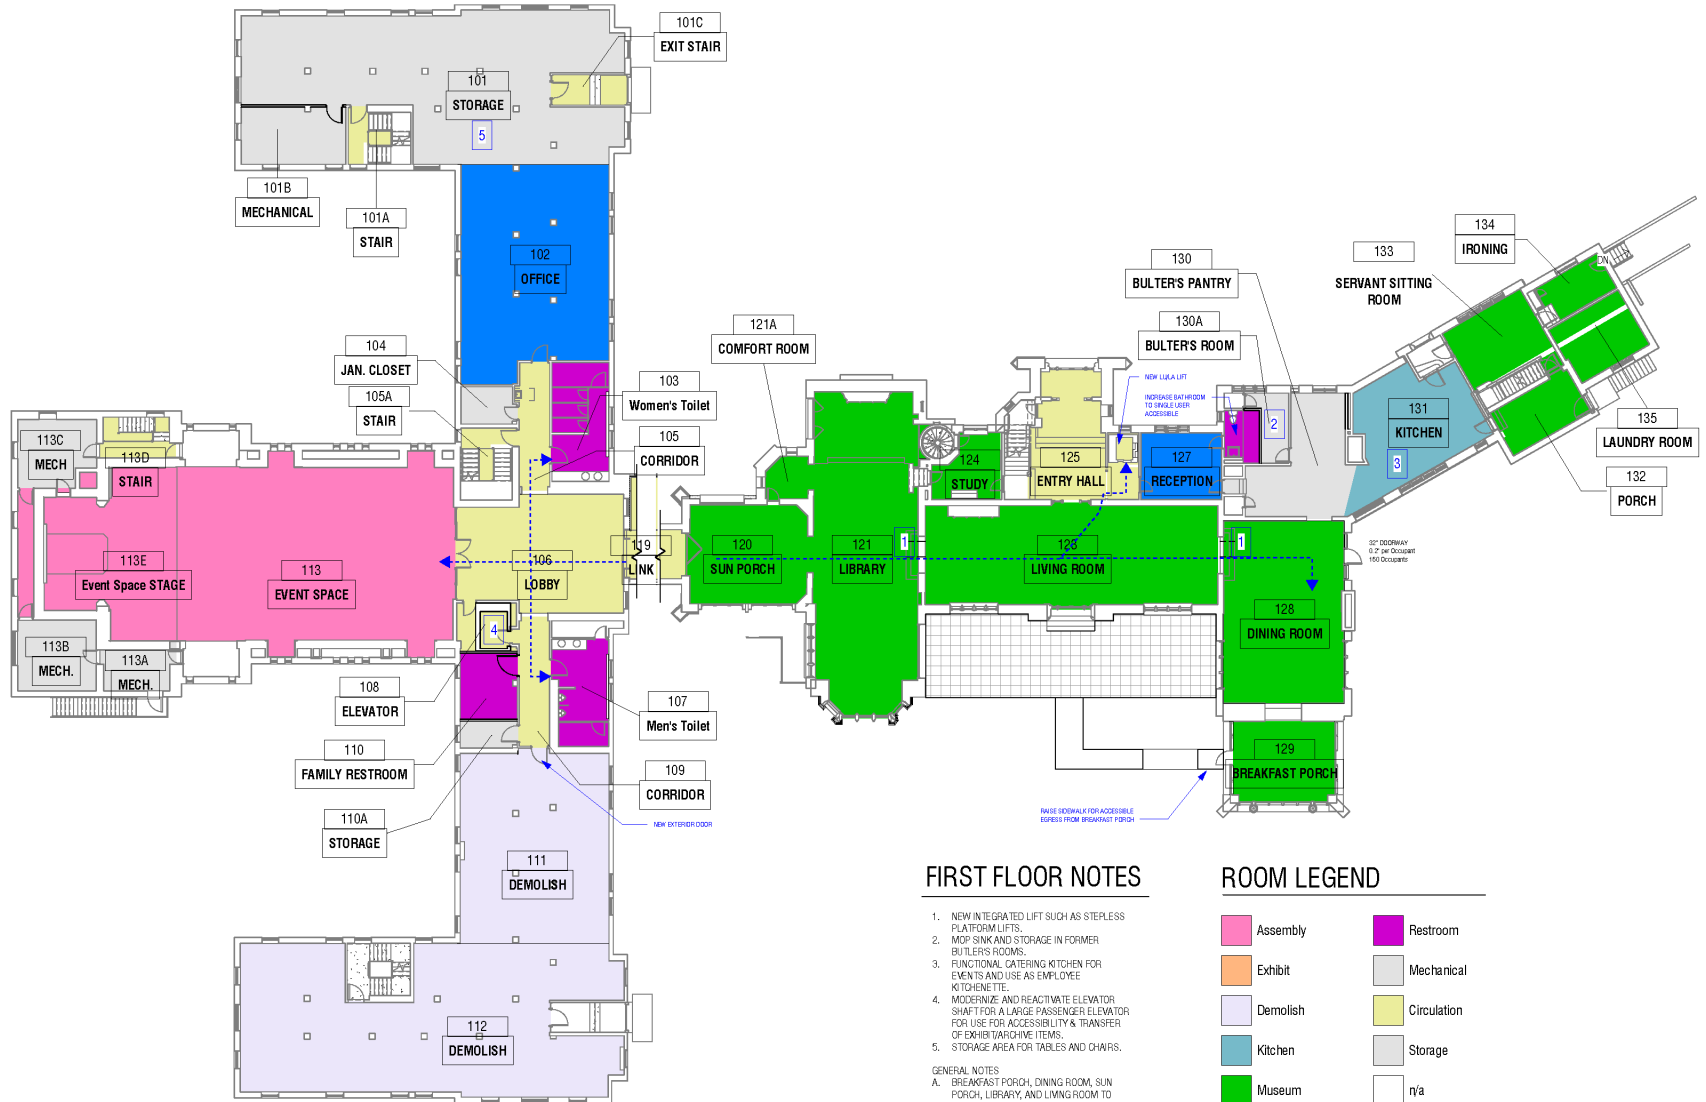 101C
EXIT STAIR
101
STORAGE
5
101B
MECHANICAL
101A
STAIR
102
OFFICE
134
IRONING
133
SERVANT SITTING
ROOM
DN
130
BULTER'S PANTRY
130A
BULTER'S ROOM
121A
COMFORT ROOM
104
JAN. CLOSET
105A
STAIR
103
Women's Toilet
105
CORRIDOR
NEW LULA LIFT
INCREASE BATHROOM
TO SINGLE USER
ACCESSIBLE
2
131
KITCHEN
3
135
LAUNDRY ROOM
132
PORCH
113C
MECH
113D
STAIR
124
STUDY
125
ENTRY HALL
127
RECEPTION
113E
Event Space STAGE
113
EVENT SPACE
106
LOBBY
119
LINK
120
SUN PORCH
121
LIBRARY
1
126
LIVING ROOM
1
32" DOORWAY
0.2" per Occupant
160 Occupants
128
DINING ROOM
4
113B
MECH.
113A
MECH.
108
ELEVATOR
107
Men's Toilet
110
FAMILY RESTROOM
109
CORRIDOR
129
BREAKFAST PORCH
110A
STORAGE
NEW EXTERIOR DOOR
RAISE SIDEWALK FOR ACCESSIBLE
EGRESS FROM BREAKFAST PORCH
111
DEMOLISH
112
DEMOLISH
FIRST FLOOR NOTES
1. NEW INTEGRATED LIFT SUCH AS STEPLESS
PLATFORM LIFTS.
2. MOP SINK AND STORAGE IN FORMER
BUTLER'S ROOMS.
3. FUNCTIONAL CATERING KITCHEN FOR
EVENTS AND USE AS EMPLOYEE
KITCHENETTE.
4. MODERNIZE AND REACTIVATE ELEVATOR
SHAFT FOR A LARGE PASSENGER ELEVATOR
FOR USE FOR ACCESSIBILITY & TRANSFER
OF EXHIBIT/ARCHIVE ITEMS.
5. STORAGE AREA FOR TABLES AND CHAIRS.
GENERAL NOTES
A. BREAKFAST PORCH, DINING ROOM, SUN
PORCH, LIBRARY, AND LIVING ROOM TO
ROOM LEGEND
Assembly
Exhibit
Demolish
Kitchen
Museum
Restroom
Mechanical
Circulation
Storage
n/a